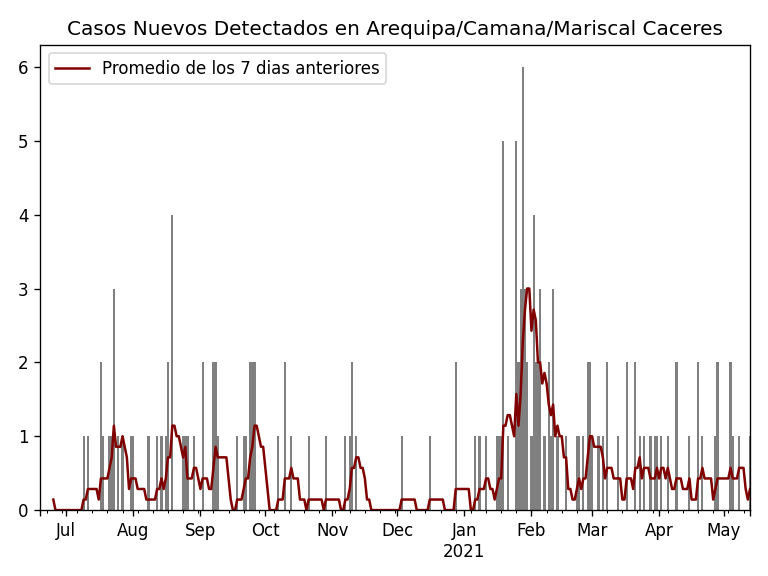 Casos Nuevos Detectados en Arequipa/Camana/Mariscal Caceres
Promedio de los 7 dias anteriores
6
5
4
3
2
1
0
Jul Aug Sep Oct Nov Dec Jan Feb Mar Apr May
2021